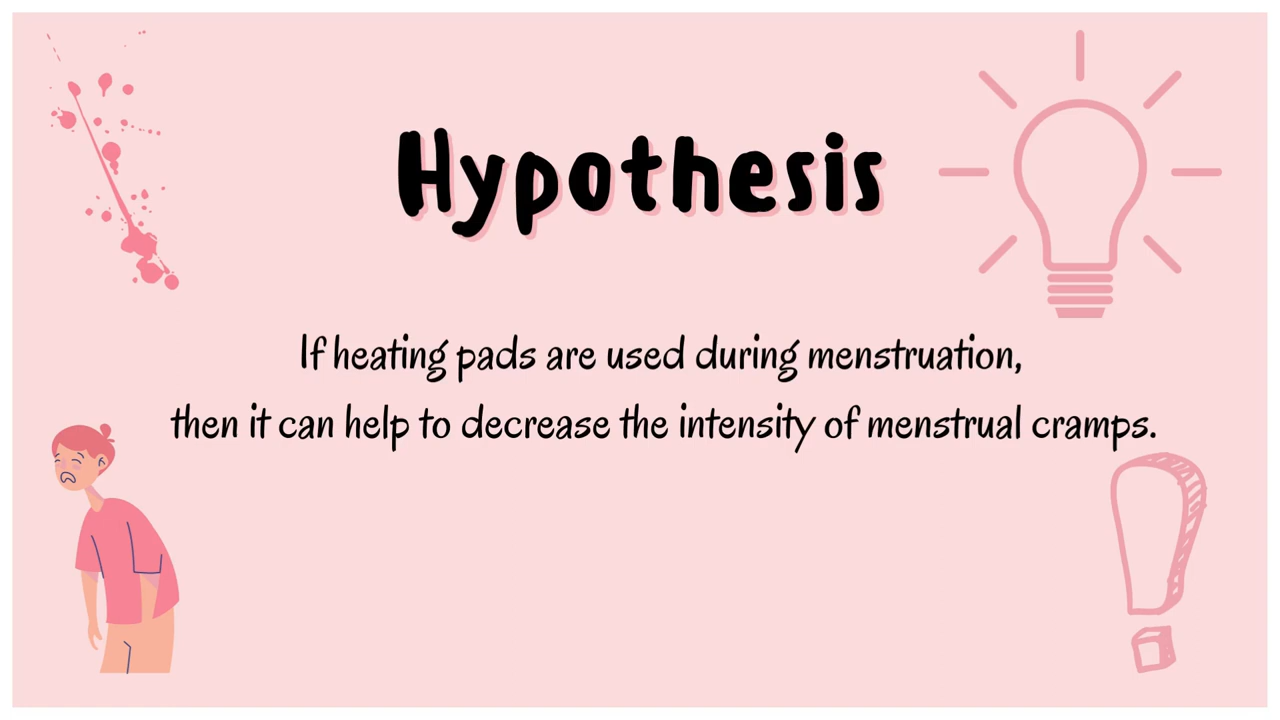 Hypothesis
If heating pads are used during menstruation,
then it can help to decrease the intensity of menstrual cramps.